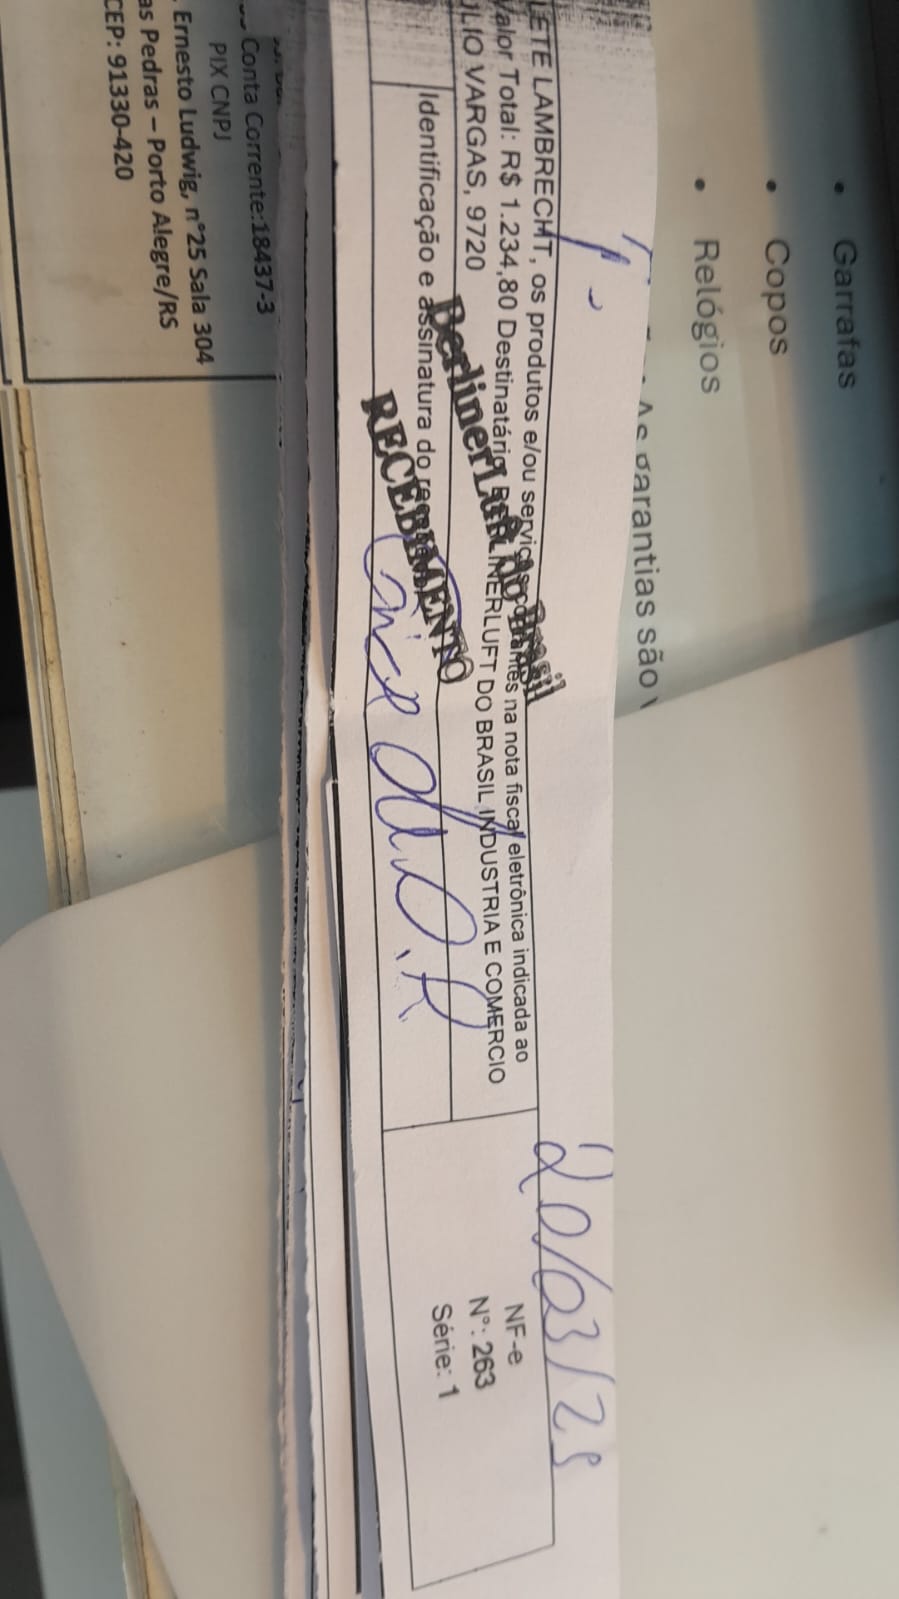 Garrafas
Copos
Relógios
As garantias são
LETE LAMBRECHT, os produtos e/ou serviços constantes na nota fiscal eletrônica indicada ao
Valor Total: R$ 1.234,80 Destinatário: BERLINERLUFT DO BRASIL INDUSTRIA E COMERCIO
ULIO VARGAS, 9720
Identificação e assinatura do
BerlinerLuft do Brasil
RECEBIMENTO
20/03/25
NF-e
Nº: 263
Série: 1
Conta Corrente:18437-3
PIX CNPJ
. Ernesto Ludwig, n°25 Sala 304
as Pedras – Porto Alegre/RS
CEP: 91330-420